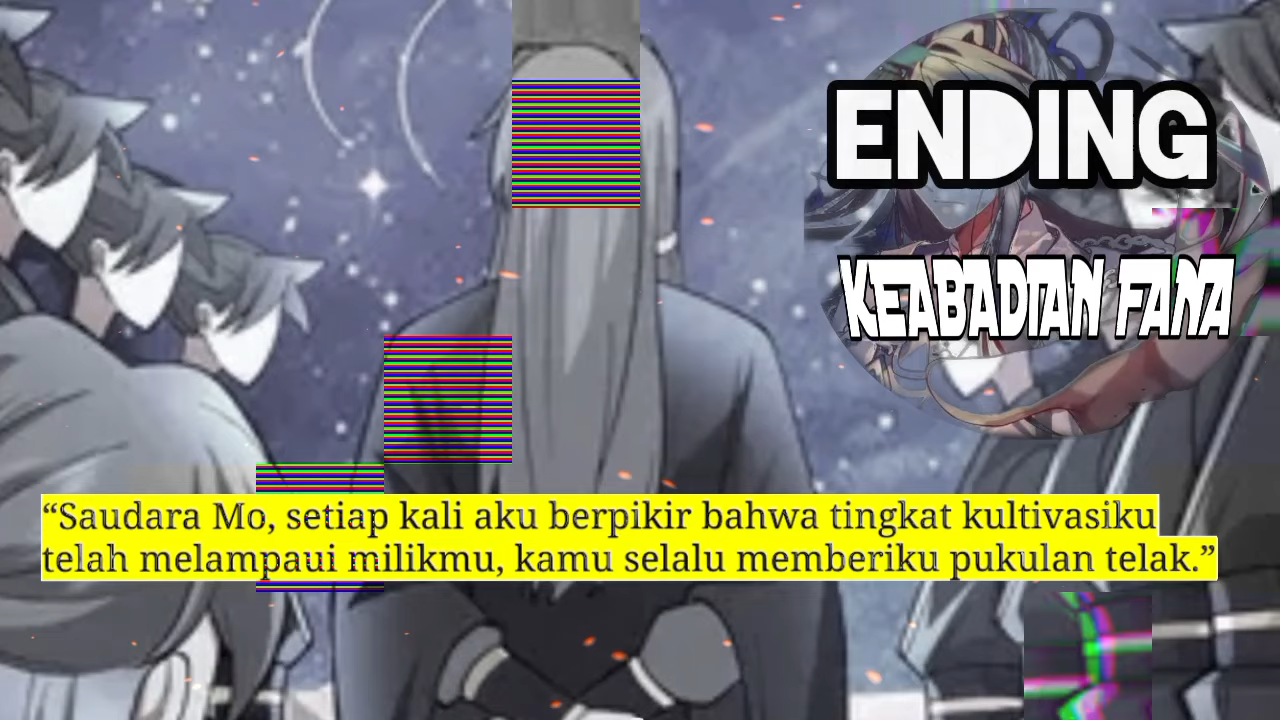 ENDING
KEABADIAN FANA
“Saudara Mo, setiap kali aku berpikir bahwa tingkat kultivasiku
telah melampaui milikmu, kamu selalu memberiku pukulan telak.”